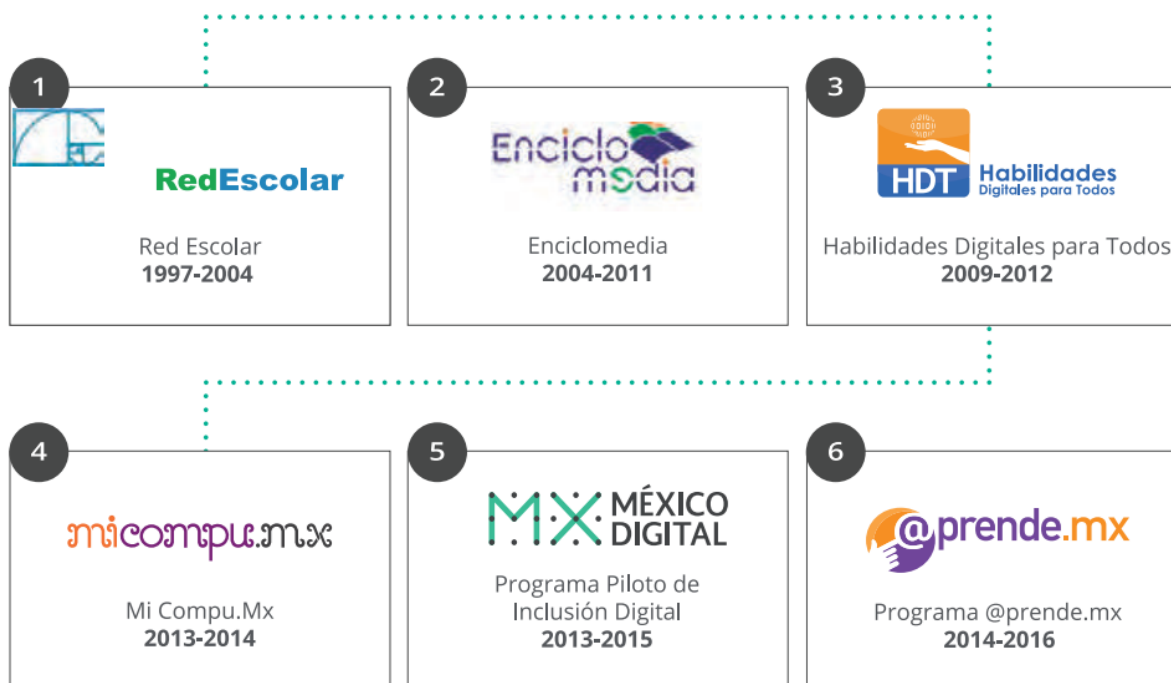 1
RedEscolar
Red Escolar
1997-2004
2
Enciclo
media
Enciclomedia
2004-2011
3
HDT
Habilidades
Digitales para Todos
Habilidades Digitales para Todos
2009-2012
4
micompu.mx
Mi Compu.Mx
2013-2014
5
MX
MÉXICO
DIGITAL
Programa Piloto de
Inclusión Digital
2013-2015
6
@prende.mx
Programa @prende.mx
2014-2016